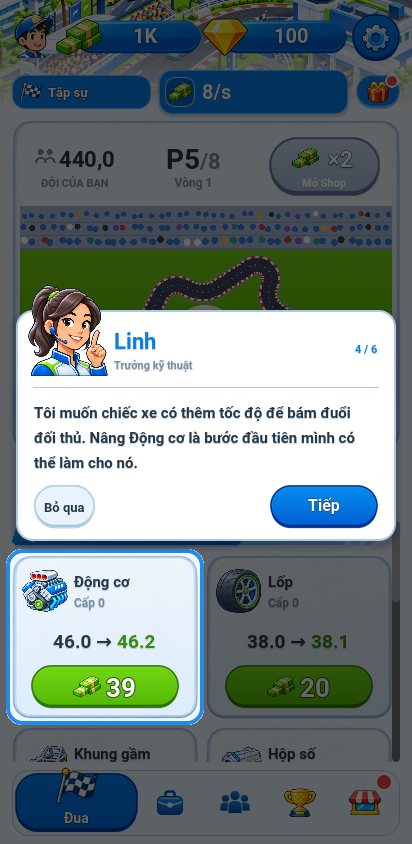 1K
100
Tập sự
8/s
440,0
ĐỘI CỦA BẠN
P5/8
Vòng 1
×2
Mở Shop
Linh
Trưởng kỹ thuật
4 / 6
Tôi muốn chiếc xe có thêm tốc độ để bám đuổi
đối thủ. Nâng Động cơ là bước đầu tiên mình có
thể làm cho nó.
Bỏ qua
Tiếp
Động cơ
Cấp 0
46.0 → 46.2
39
Lốp
Cấp 0
38.0 → 38.1
20
Khung gầm
Hộp số
Đua